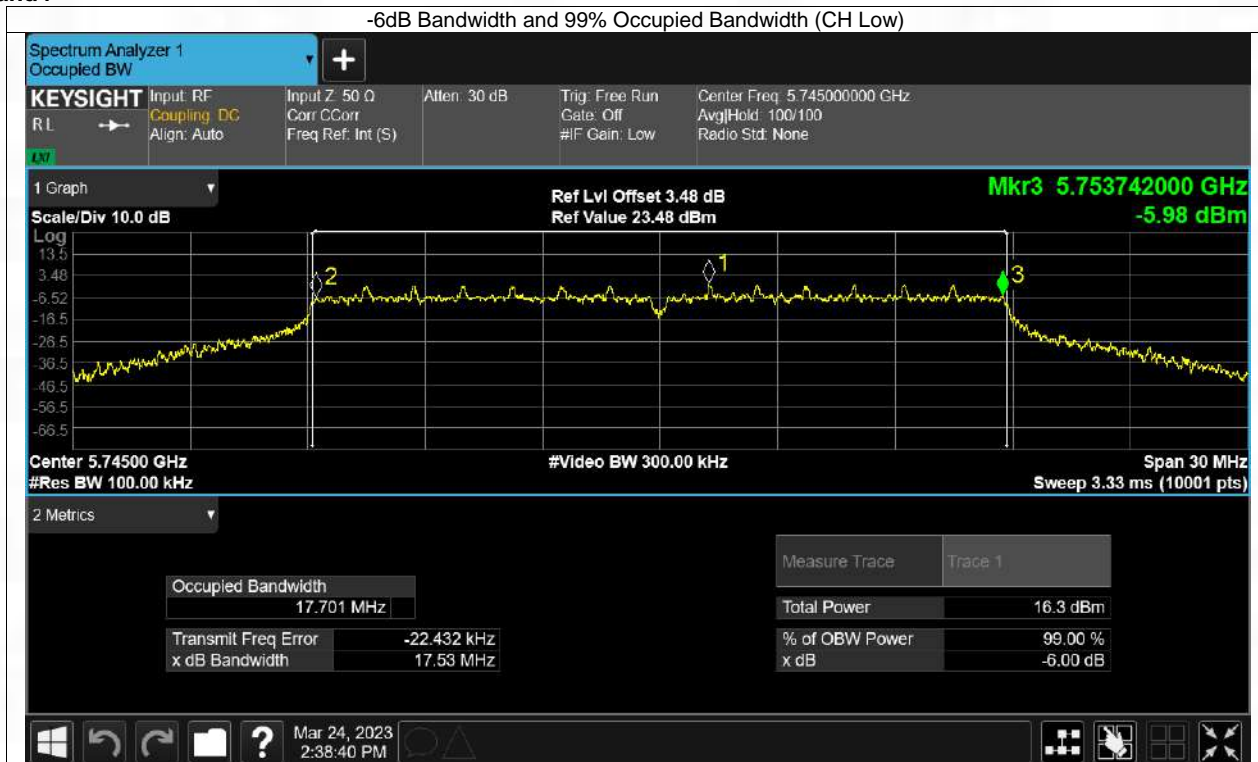 -6dB Bandwidth and 99% Occupied Bandwidth (CH Low)
Spectrum Analyzer 1
Occupied BW
KEYSIGHT Input: RF Input Z: 50 Ω Atten: 30 dB Trig: Free Run Center Freq: 5.745000000 GHz
RL Coupling: DC Corr CCorr Gate: Off Avg|Hold: 100/100
Align: Auto Freq Ref: Int (S) #IF Gain: Low Radio Std: None
LXI
1 Graph Ref Lvl Offset 3.48 dB Mkr3 5.753742000 GHz
Scale/Div 10.0 dB Ref Value 23.48 dBm -5.98 dBm
Log
13.5
3.48
-6.52
-16.5
-26.5
-36.5
-46.5
-56.5
-66.5
2
1
3
Center 5.74500 GHz #Video BW 300.00 kHz Span 30 MHz
#Res BW 100.00 kHz Sweep 3.33 ms (10001 pts)
2 Metrics
Measure Trace Trace 1
Occupied Bandwidth
17.701 MHz Total Power 16.3 dBm
Transmit Freq Error -22.432 kHz % of OBW Power 99.00 %
x dB Bandwidth 17.53 MHz x dB -6.00 dB
? Mar 24, 2023
2:38:40 PM